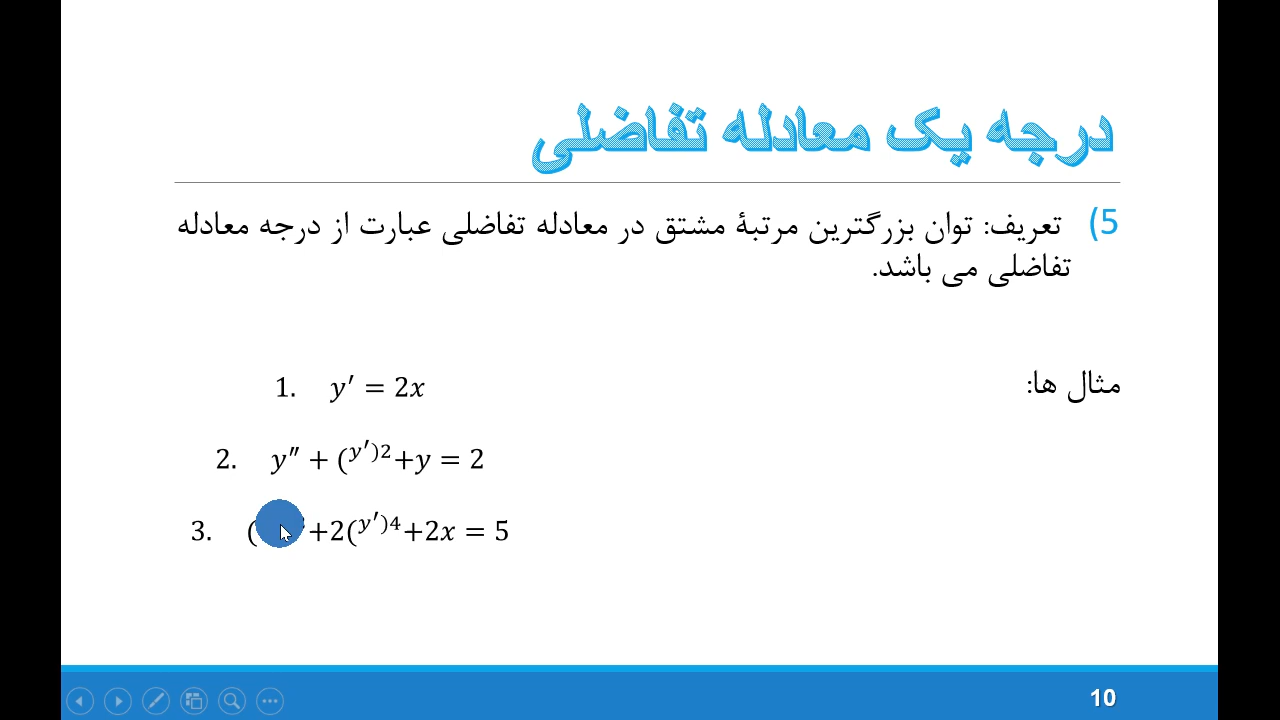 درجه یک معادله تفاضلی
5) تعریف: توان بزرگترین مرتبۀ مشتق در معادله تفاضلی عبارت از درجه معادله
تفاضلی می باشد.
مثال ها:
1. y′ = 2x
2. y″ + (y′)2+y = 2
3. ( +2(y′)4+2x = 5
10